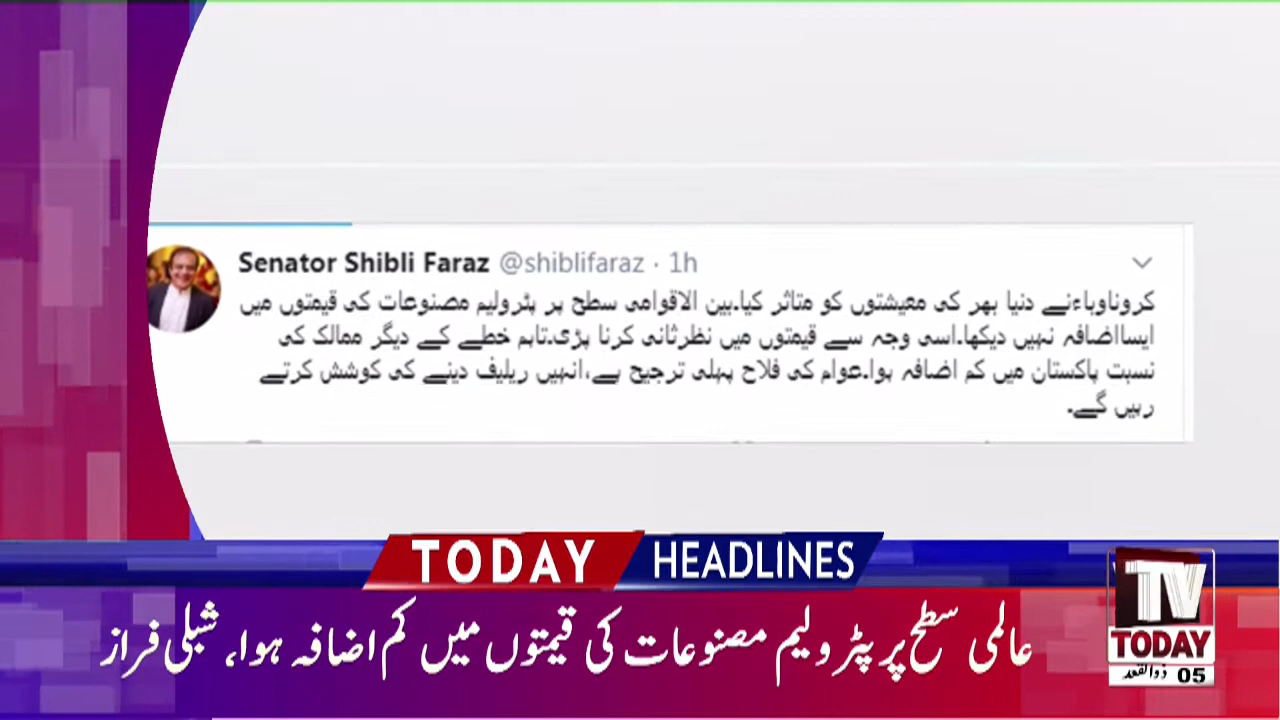 Senator Shibli Faraz @shiblifaraz · 1h
کروناوباءنے دنیا بھر کی معیشتوں کو متاثر کیا۔بین الاقوامی سطح پر پٹرولیم مصنوعات کی قیمتوں میں
ایسااضافہ نہیں دیکھا۔اسی وجہ سے قیمتوں میں نظرثانی کرنا پڑی۔تاہم خطے کے دیگر ممالک کی
نسبت پاکستان میں کم اضافہ ہوا۔عوام کی فلاح پہلی ترجیح ہے،انہیں ریلیف دینے کی کوشش کرتے
رہیں گے۔
TODAY HEADLINES
عالمی سطح پر پٹرولیم مصنوعات کی قیمتوں میں کم اضافہ ہوا، شبلی فراز
TV
TODAY
05 ذوالقعد